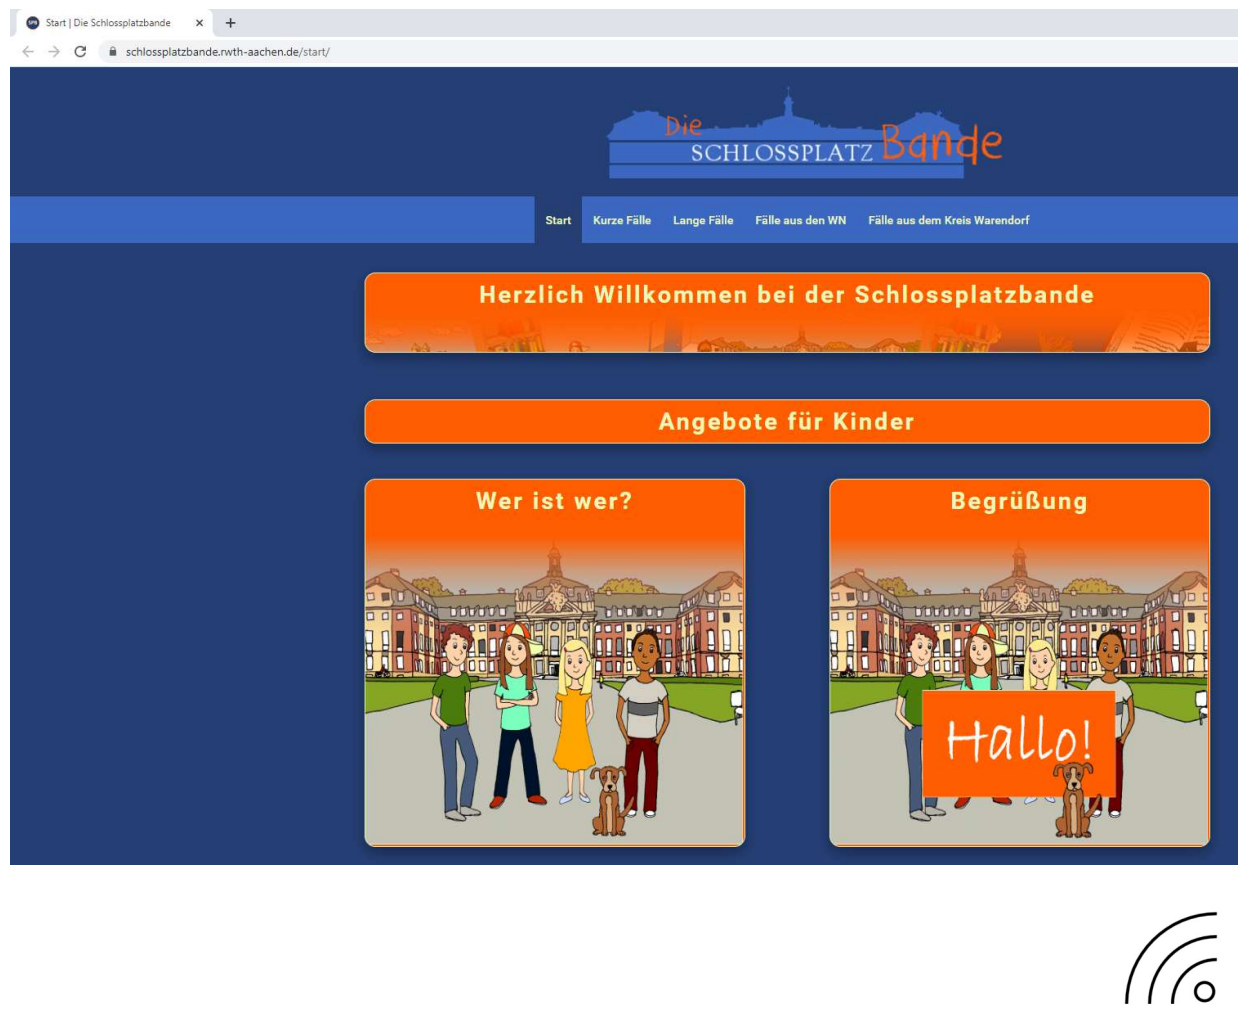 SPB Start | Die Schlossplatzbande
schlossplatzbande.rwth-aachen.de/start/
Die
SCHLOSSPLATZ Bande
Start Kurze Fälle Lange Fälle Fälle aus den WN Fälle aus dem Kreis Warendorf
Herzlich Willkommen bei der Schlossplatzbande
Angebote für Kinder
Wer ist wer?
Begrüßung
Hallo!